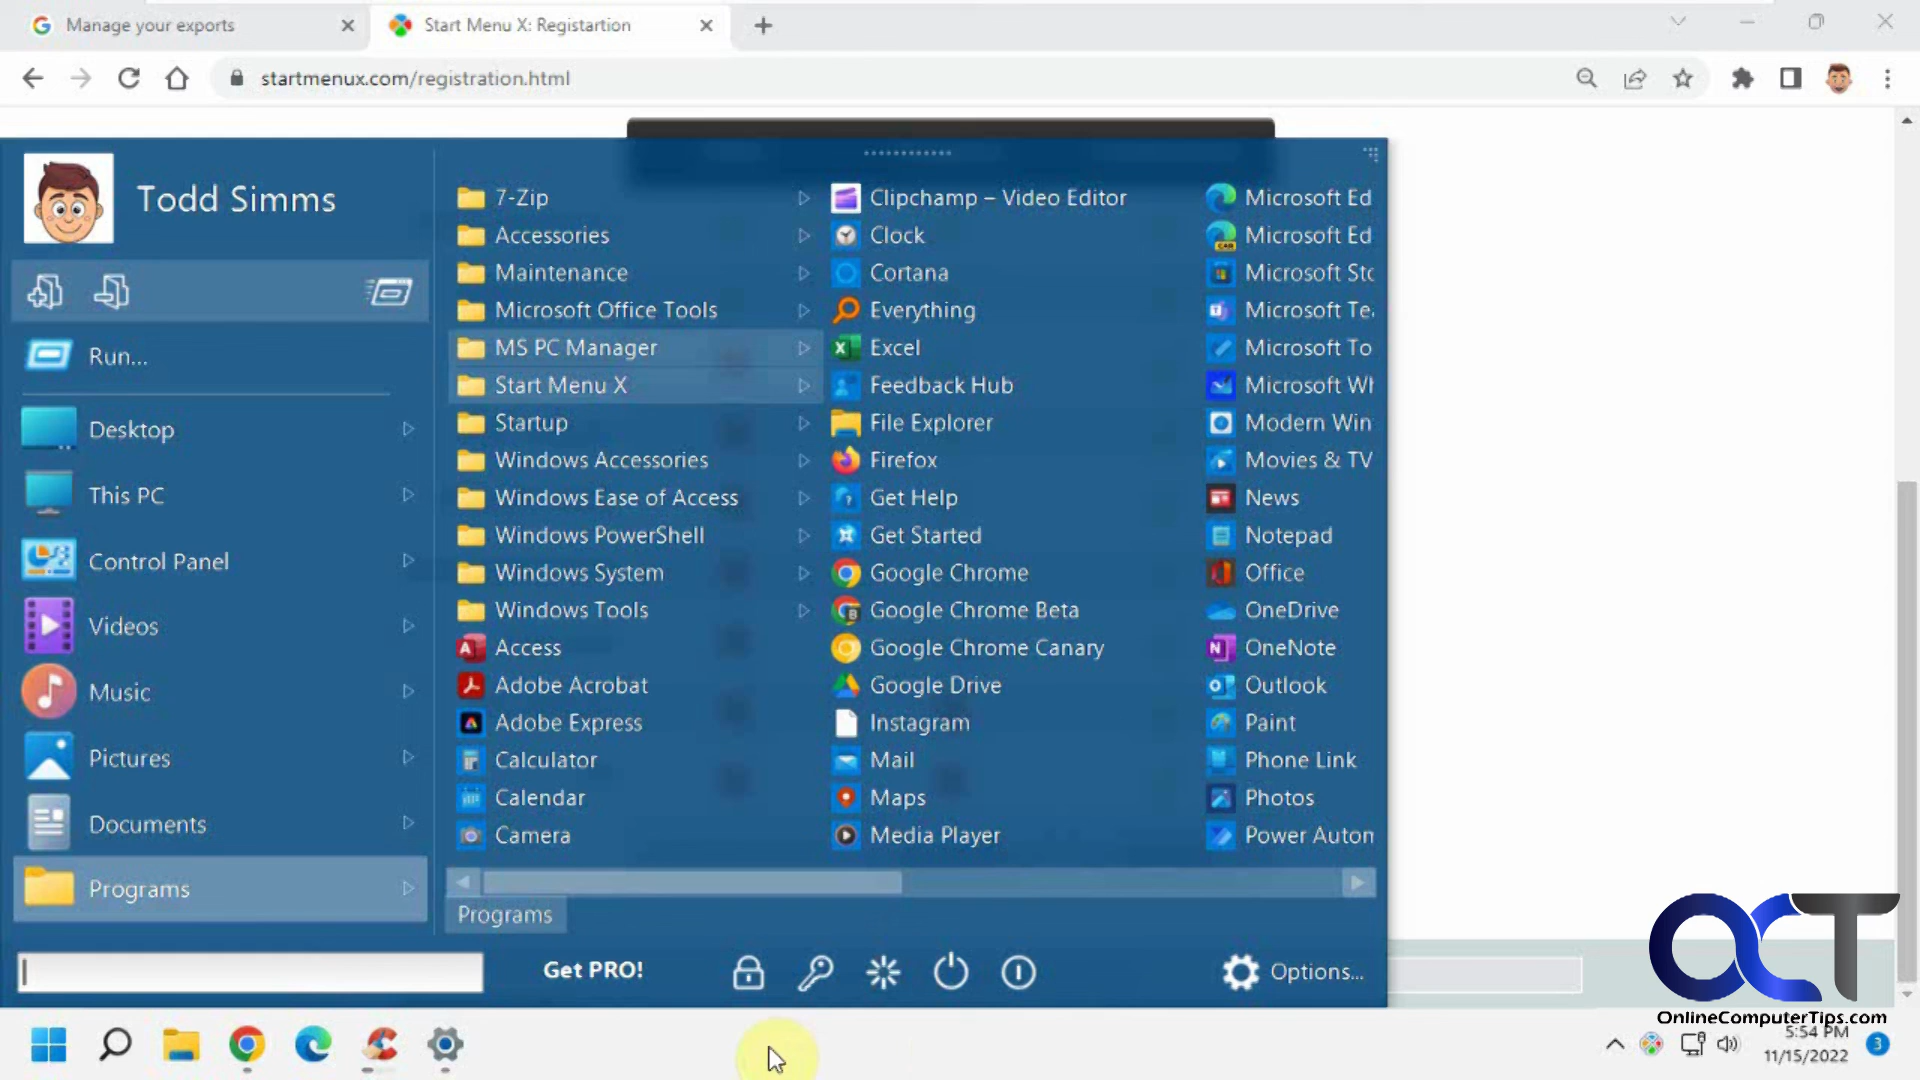 Manage your exports
Start Menu X: Registartion
startmenux.com/registration.html
Todd Simms
Run...
Desktop
This PC
Control Panel
Videos
Music
Pictures
Documents
Programs
7-Zip
Accessories
Maintenance
Microsoft Office Tools
MS PC Manager
Start Menu X
Startup
Windows Accessories
Windows Ease of Access
Windows PowerShell
Windows System
Windows Tools
Access
Adobe Acrobat
Adobe Express
Calculator
Calendar
Camera
Clipchamp – Video Editor
Clock
Cortana
Everything
Excel
Feedback Hub
File Explorer
Firefox
Get Help
Get Started
Google Chrome
Google Chrome Beta
Google Chrome Canary
Google Drive
Instagram
Mail
Maps
Media Player
Microsoft Ed
Microsoft Ed
Microsoft Sto
Microsoft Tea
Microsoft To
Microsoft Wh
Modern Win
Movies & TV
News
Notepad
Office
OneDrive
OneNote
Outlook
Paint
Phone Link
Photos
Power Autom
Programs
Get PRO!
Options...
OCT
OnlineComputerTips.com
5:54 PM
11/15/2022
3